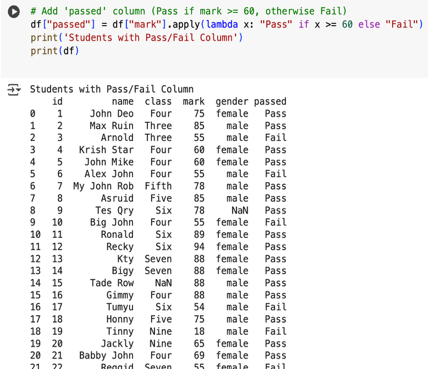 # Add 'passed' column (Pass if mark >= 60, otherwise Fail)
df["passed"] = df["mark"].apply(lambda x: "Pass" if x >= 60 else "Fail")
print('Students with Pass/Fail Column')
print(df)
Students with Pass/Fail Column
id name class mark gender passed
0 1 John Deo Four 75 female Pass
1 2 Max Ruin Three 85 male Pass
2 3 Arnold Three 55 male Fail
3 4 Krish Star Four 60 female Pass
4 5 John Mike Four 60 female Pass
5 6 Alex John Four 55 male Fail
6 7 My John Rob Fifth 78 male Pass
7 8 Asruid Five 85 male Pass
8 9 Tes Qry Six 78 NaN Pass
9 10 Big John Four 55 female Fail
10 11 Ronald Six 89 female Pass
11 12 Recky Six 94 female Pass
12 13 Kty Seven 88 female Pass
13 14 Bigy Seven 88 female Pass
14 15 Tade Row NaN 88 male Pass
15 16 Gimmy Four 88 male Pass
16 17 Tumyu Six 54 male Fail
17 18 Honny Five 75 male Pass
18 19 Tinny Nine 18 male Fail
19 20 Jackly Nine 65 female Pass
20 21 Babby John Four 69 female Pass
21 22 Reggid Seven 55 female Fail